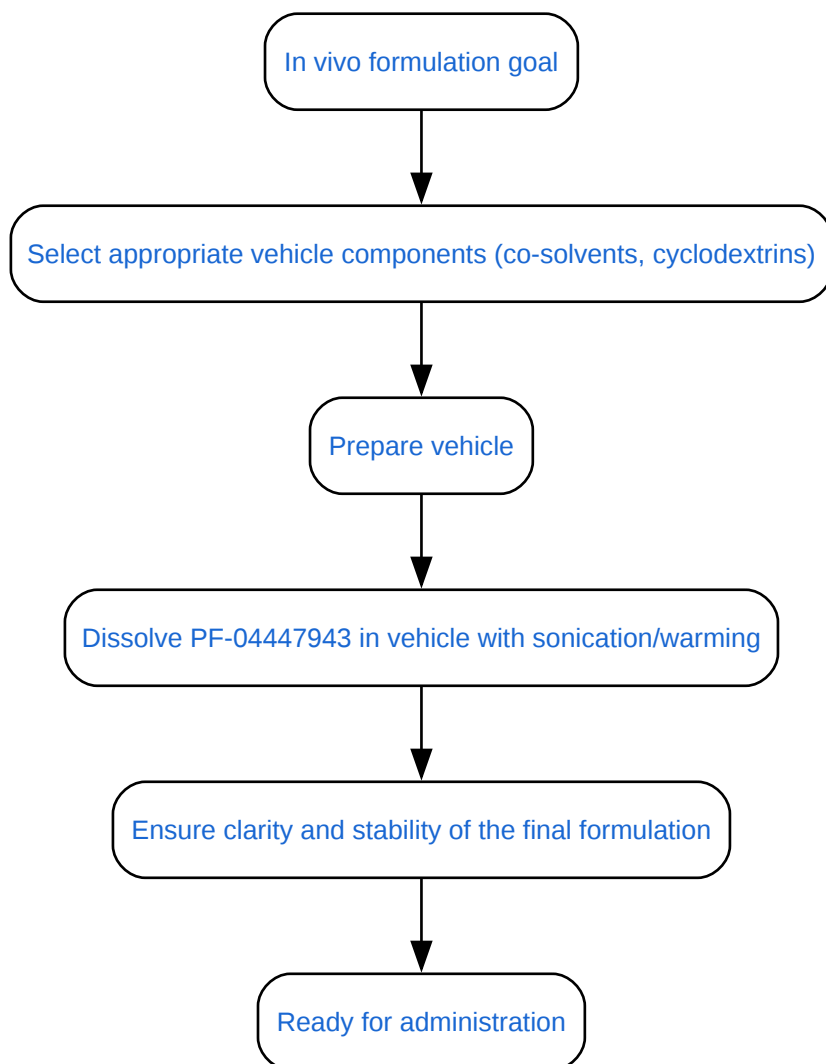 In vivo formulation goal
Select appropriate vehicle components (co-solvents, cyclodextrins)
Prepare vehicle
Dissolve PF-04447943 in vehicle with sonication/warming
Ensure clarity and stability of the final formulation
Ready for administration